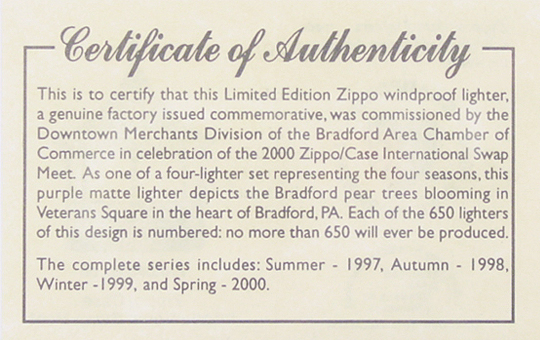 Certificate of Authenticity
This is to certify that this Limited Edition Zippo windproof lighter,
a genuine factory issued commemorative, was commissioned by the
Downtown Merchants Division of the Bradford Area Chamber of
Commerce in celebration of the 2000 Zippo/Case International Swap
Meet. As one of a four-lighter set representing the four seasons, this
purple matte lighter depicts the Bradford pear trees blooming in
Veterans Square in the heart of Bradford, PA. Each of the 650 lighters
of this design is numbered: no more than 650 will ever be produced.
The complete series includes: Summer - 1997, Autumn - 1998,
Winter -1999, and Spring - 2000.